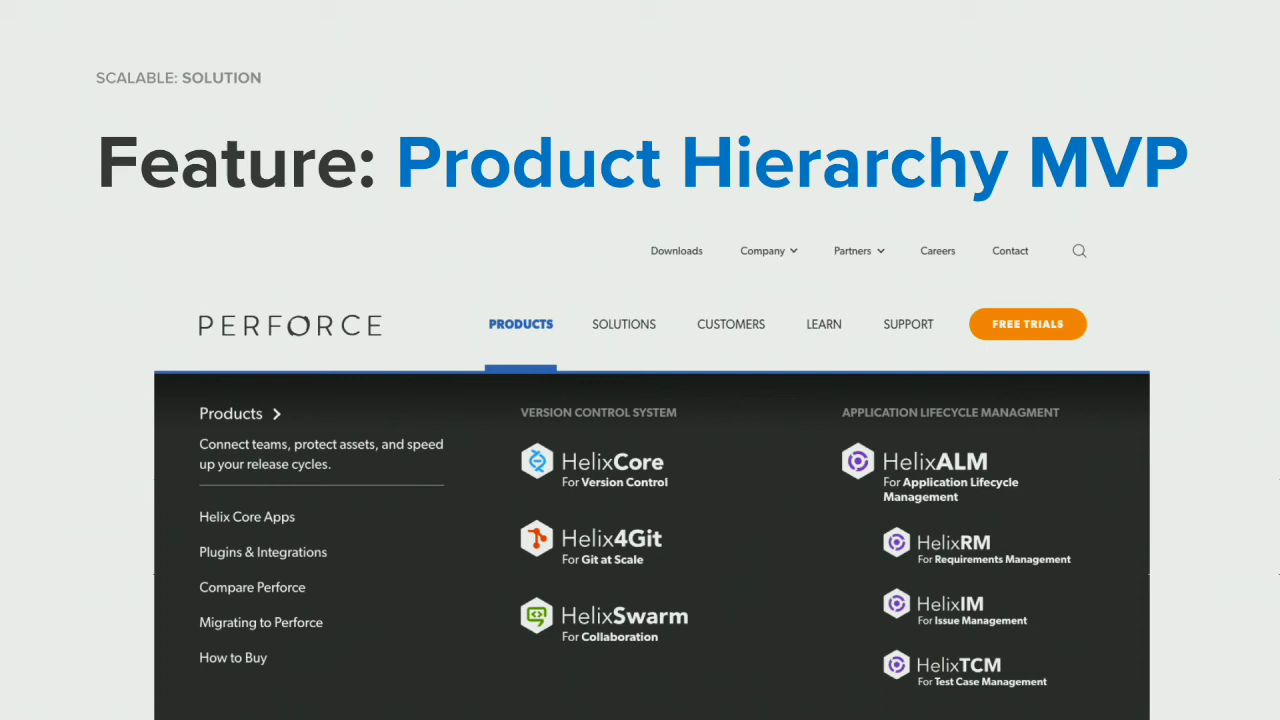 SCALABLE: SOLUTION
Feature: Product Hierarchy MVP
Downloads Company Partners Careers Contact
PERFORCE
PRODUCTS SOLUTIONS CUSTOMERS LEARN SUPPORT FREE TRIALS
Products
Connect teams, protect assets, and speed
up your release cycles.
Helix Core Apps
Plugins & Integrations
Compare Perforce
Migrating to Perforce
How to Buy
VERSION CONTROL SYSTEM
HelixCore
For Version Control
Helix4Git
For Git at Scale
HelixSwarm
For Collaboration
APPLICATION LIFECYCLE MANAGMENT
HelixALM
For Application Lifecycle
Management
HelixRM
For Requirements Management
HelixIM
For Issue Management
HelixTCM
For Test Case Management